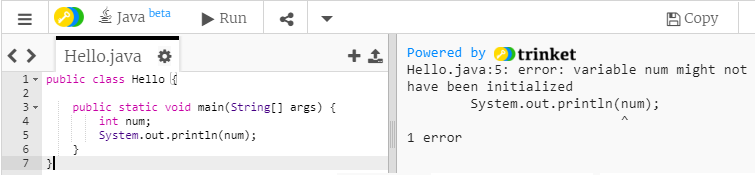 Java beta Run Copy
Hello.java
1 public class Hello {
2
3 public static void main(String[] args) {
4 int num;
5 System.out.println(num);
6 }
7 }
Powered by trinket
Hello.java:5: error: variable num might not
have been initialized
System.out.println(num);
^
1 error